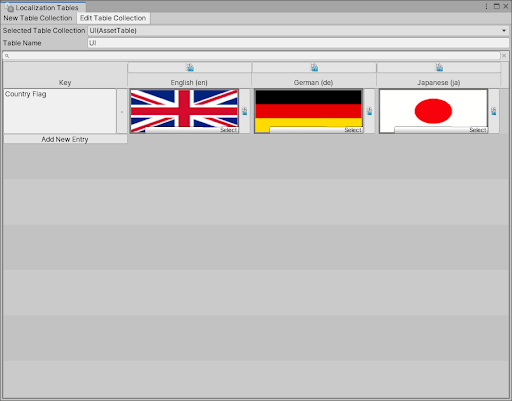 Localization Tables
New Table Collection Edit Table Collection
Selected Table Collection UI(AssetTable)
Table Name UI
Key English (en) German (de) Japanese (ja)
Country Flag
Select Select Select
Add New Entry